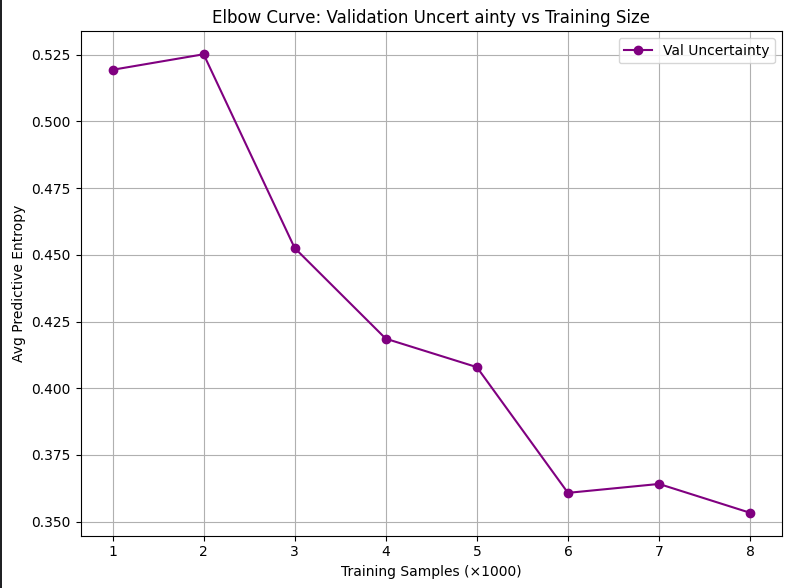 Elbow Curve: Validation Uncert ainty vs Training Size
Val Uncertainty
Avg Predictive Entropy
0.525
0.500
0.475
0.450
0.425
0.400
0.375
0.350
1 2 3 4 5 6 7 8
Training Samples (×1000)